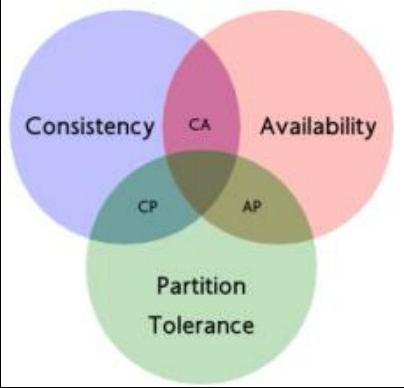 Consistency
CA
Availability
CP
AP
Partition
Tolerance